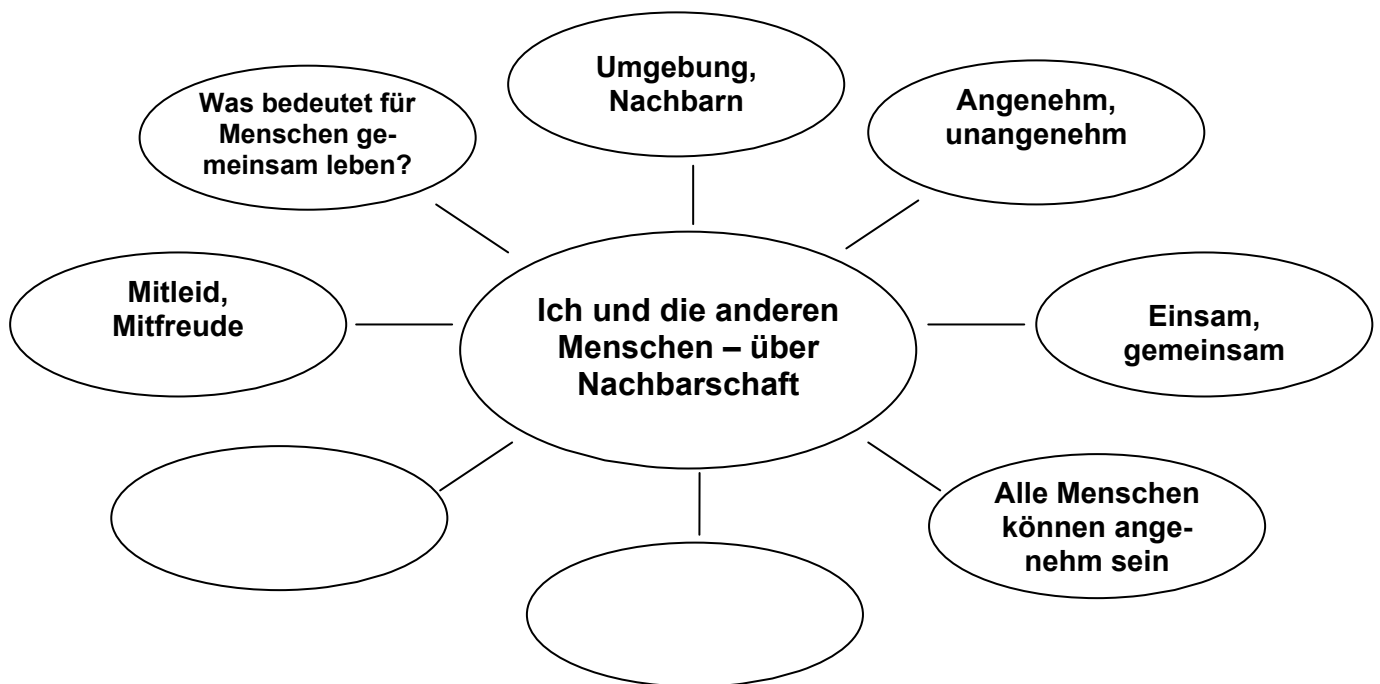 Umgebung,
Nachbarn
Was bedeutet für
Menschen ge-
meinsam leben?
Angenehm,
unangenehm
Mitleid,
Mitfreude
Ich und die anderen
Menschen – über
Nachbarschaft
Einsam,
gemeinsam
Alle Menschen
können ange-
nehm sein